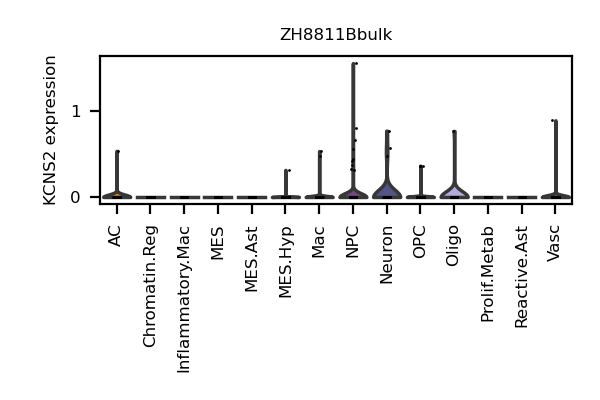 ZH8811Bbulk
KCNS2 expression
1
0
AC
Chromatin.Reg
Inflammatory.Mac
MES
MES.Ast
MES.Hyp
Mac
NPC
Neuron
OPC
Oligo
Prolif.Metab
Reactive.Ast
Vasc